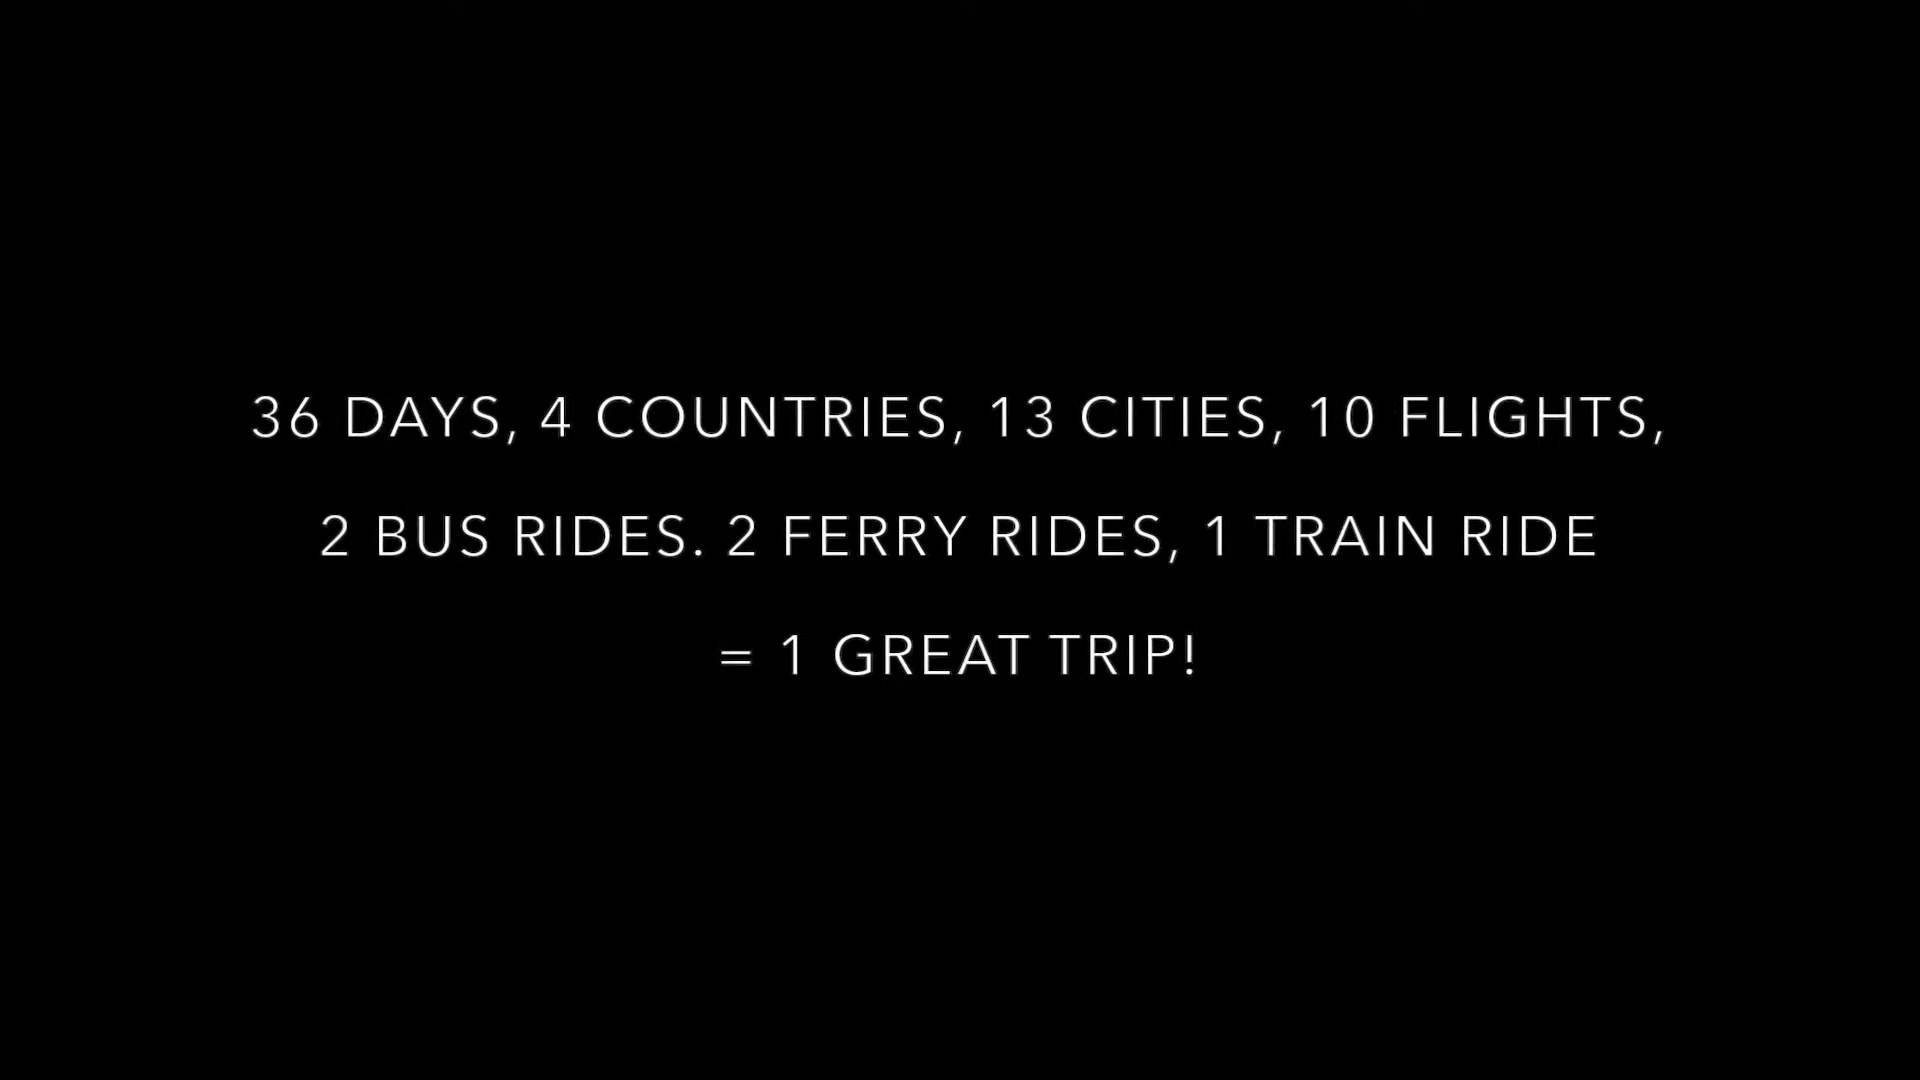 36 DAYS, 4 COUNTRIES, 13 CITIES, 10 FLIGHTS,
2 BUS RIDES. 2 FERRY RIDES, 1 TRAIN RIDE
= 1 GREAT TRIP!